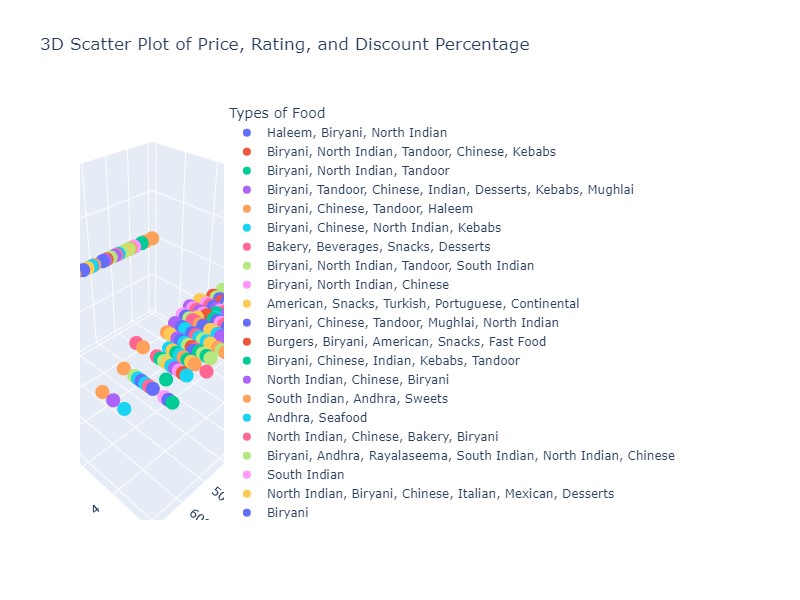 3D Scatter Plot of Price, Rating, and Discount Percentage
Types of Food
Haleem, Biryani, North Indian
Biryani, North Indian, Tandoor, Chinese, Kebabs
Biryani, North Indian, Tandoor
Biryani, Tandoor, Chinese, Indian, Desserts, Kebabs, Mughlai
Biryani, Chinese, Tandoor, Haleem
Biryani, Chinese, North Indian, Kebabs
Bakery, Beverages, Snacks, Desserts
Biryani, North Indian, Tandoor, South Indian
Biryani, North Indian, Chinese
American, Snacks, Turkish, Portuguese, Continental
Biryani, Chinese, Tandoor, Mughlai, North Indian
Burgers, Biryani, American, Snacks, Fast Food
Biryani, Chinese, Indian, Kebabs, Tandoor
North Indian, Chinese, Biryani
South Indian, Andhra, Sweets
Andhra, Seafood
North Indian, Chinese, Bakery, Biryani
Biryani, Andhra, Rayalaseema, South Indian, North Indian, Chinese
South Indian
North Indian, Biryani, Chinese, Italian, Mexican, Desserts
Biryani
4